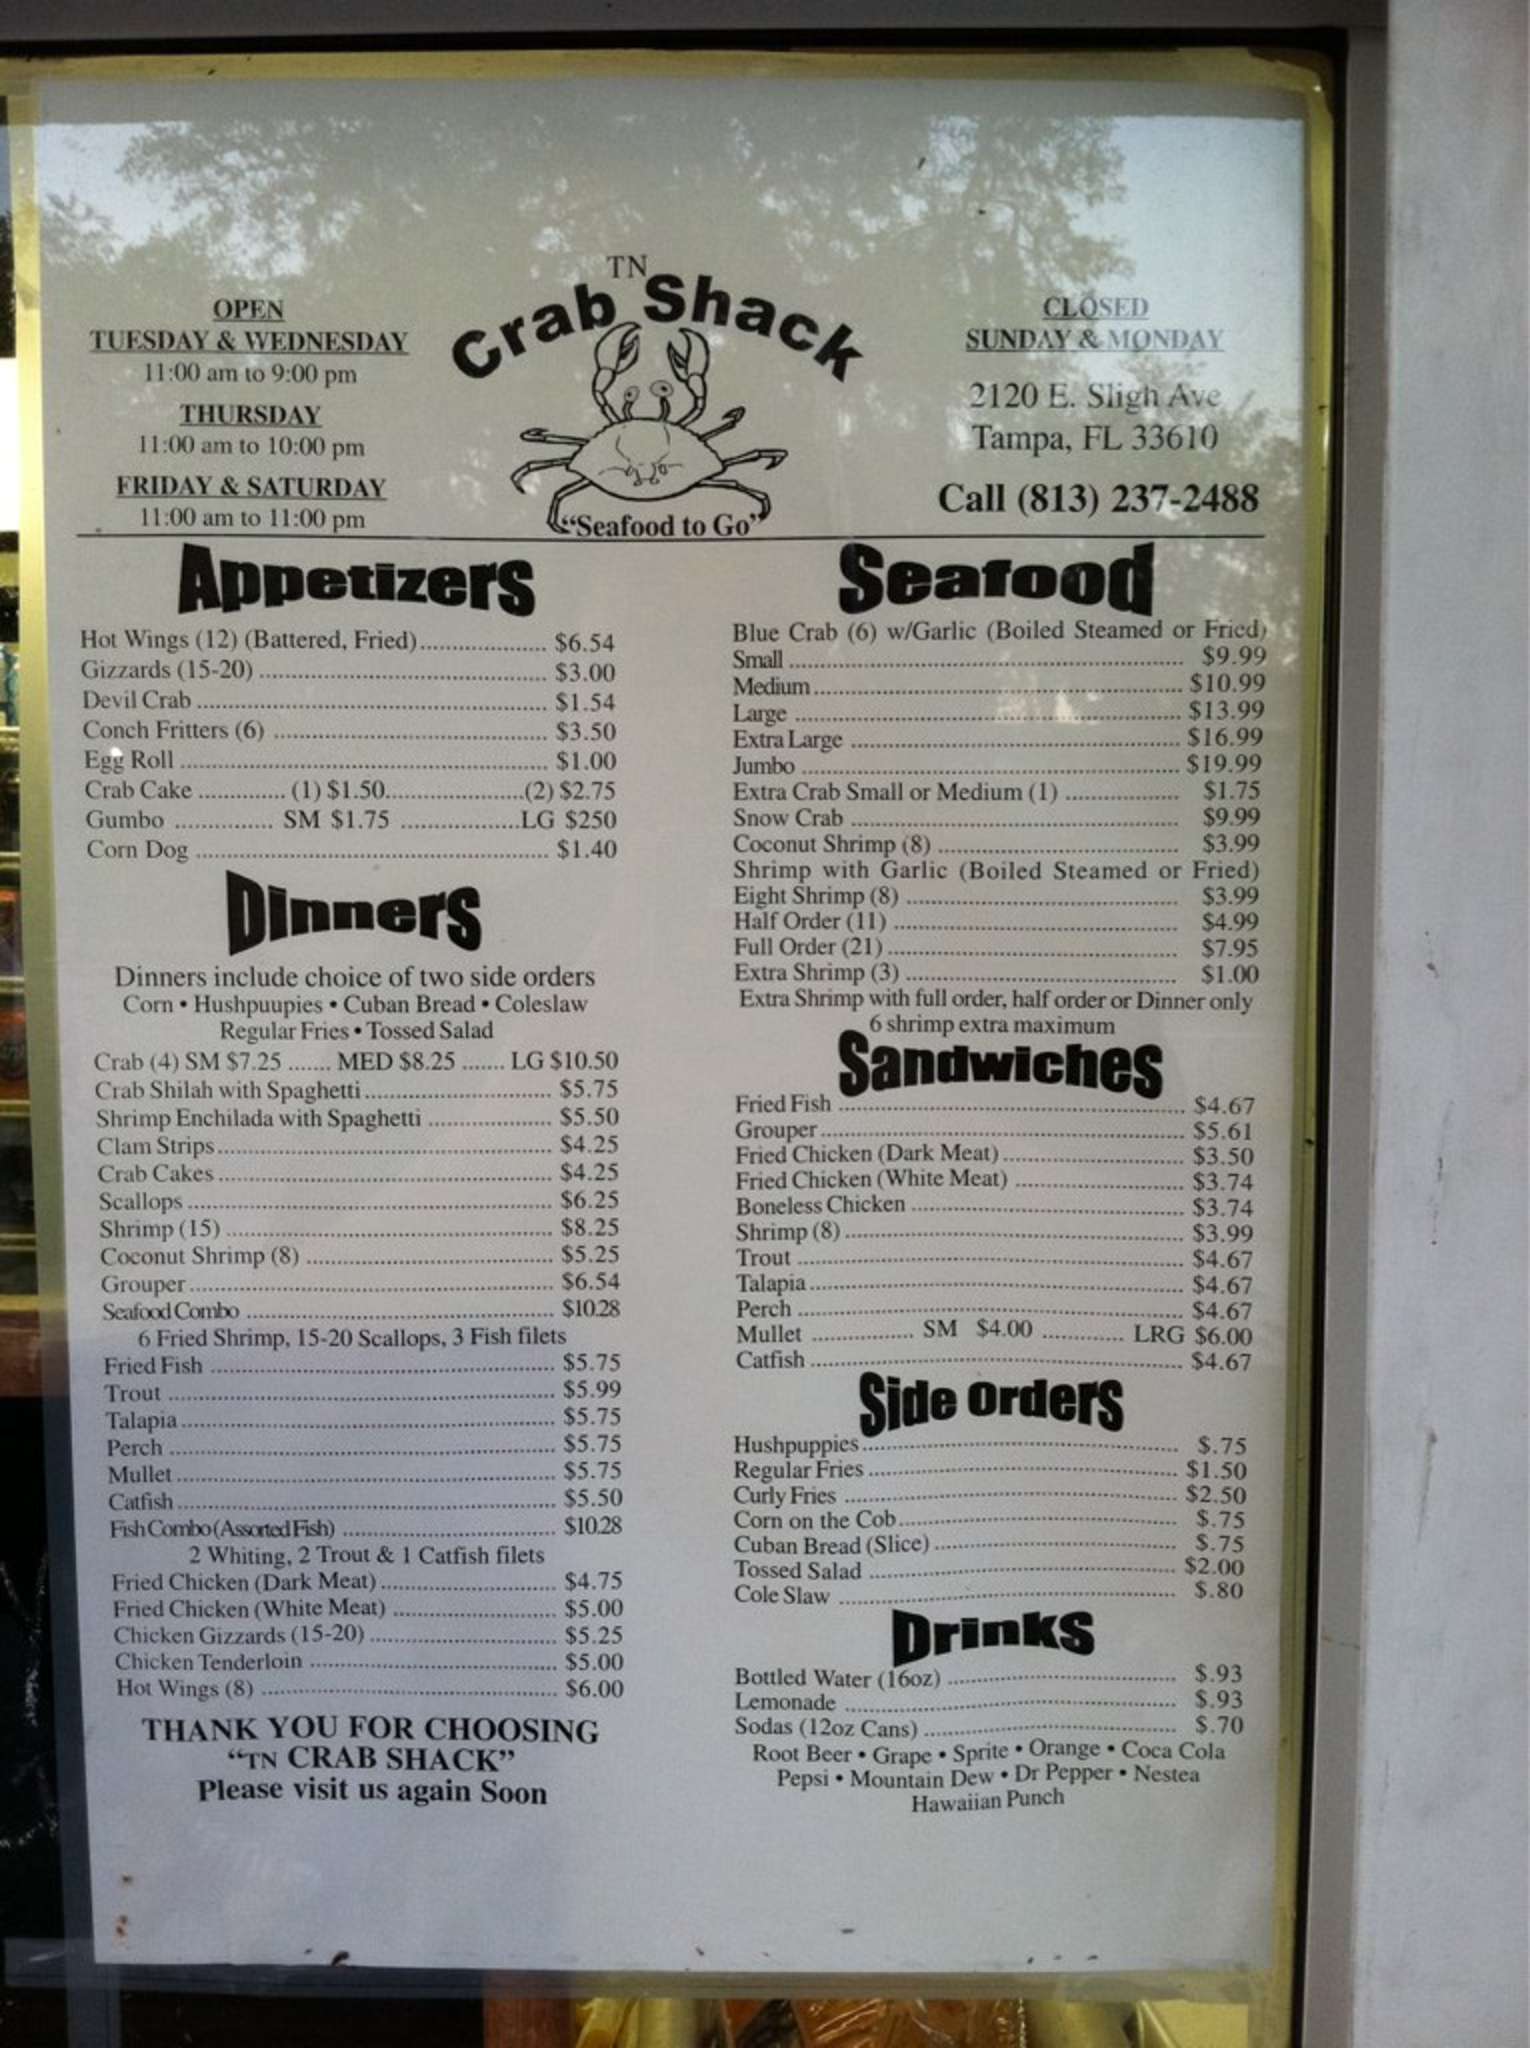 TN
Crab Shack
"Seafood to Go"
OPEN
TUESDAY & WEDNESDAY
11:00 am to 9:00 pm
THURSDAY
11:00 am to 10:00 pm
FRIDAY & SATURDAY
11:00 am to 11:00 pm
CLOSED
SUNDAY & MONDAY
2120 E. Sligh Ave
Tampa, FL 33610
Call (813) 237-2488
Appetizers
Hot Wings (12) (Battered, Fried) $6.54
Gizzards (15-20) $3.00
Devil Crab $1.54
Conch Fritters (6) $3.50
Egg Roll $1.00
Crab Cake (1) $1.50 (2) $2.75
Gumbo SM $1.75 LG $250
Corn Dog $1.40
Dinners
Dinners include choice of two side orders
Corn • Hushpuupies • Cuban Bread • Coleslaw
Regular Fries • Tossed Salad
Crab (4) SM $7.25 MED $8.25 LG $10.50
Crab Shilah with Spaghetti $5.75
Shrimp Enchilada with Spaghetti $5.50
Clam Strips $4.25
Crab Cakes $4.25
Scallops $6.25
Shrimp (15) $8.25
Coconut Shrimp (8) $5.25
Grouper $6.54
Seafood Combo $10.28
6 Fried Shrimp, 15-20 Scallops, 3 Fish filets
Fried Fish $5.75
Trout $5.99
Talapia $5.75
Perch $5.75
Mullet $5.75
Catfish $5.50
Fish Combo (Assorted Fish) $10.28
2 Whiting, 2 Trout & 1 Catfish filets
Fried Chicken (Dark Meat) $4.75
Fried Chicken (White Meat) $5.00
Chicken Gizzards (15-20) $5.25
Chicken Tenderloin $5.00
Hot Wings (8) $6.00
THANK YOU FOR CHOOSING
"TN CRAB SHACK"
Please visit us again Soon
Seafood
Blue Crab (6) w/Garlic (Boiled Steamed or Fried)
Small $9.99
Medium $10.99
Large $13.99
Extra Large $16.99
Jumbo $19.99
Extra Crab Small or Medium (1) $1.75
Snow Crab $9.99
Coconut Shrimp (8) $3.99
Shrimp with Garlic (Boiled Steamed or Fried)
Eight Shrimp (8) $3.99
Half Order (11) $4.99
Full Order (21) $7.95
Extra Shrimp (3) $1.00
Extra Shrimp with full order, half order or Dinner only
6 shrimp extra maximum
Sandwiches
Fried Fish $4.67
Grouper $5.61
Fried Chicken (Dark Meat) $3.50
Fried Chicken (White Meat) $3.74
Boneless Chicken $3.74
Shrimp (8) $3.99
Trout $4.67
Talapia $4.67
Perch $4.67
Mullet SM $4.00 LRG $6.00
Catfish $4.67
Side Orders
Hushpuppies $.75
Regular Fries $1.50
Curly Fries $2.50
Corn on the Cob $.75
Cuban Bread (Slice) $.75
Tossed Salad $2.00
Cole Slaw $.80
Drinks
Bottled Water (16oz) $.93
Lemonade $.93
Sodas (12oz Cans) $.70
Root Beer • Grape • Sprite • Orange • Coca Cola
Pepsi • Mountain Dew • Dr Pepper • Nestea
Hawaiian Punch